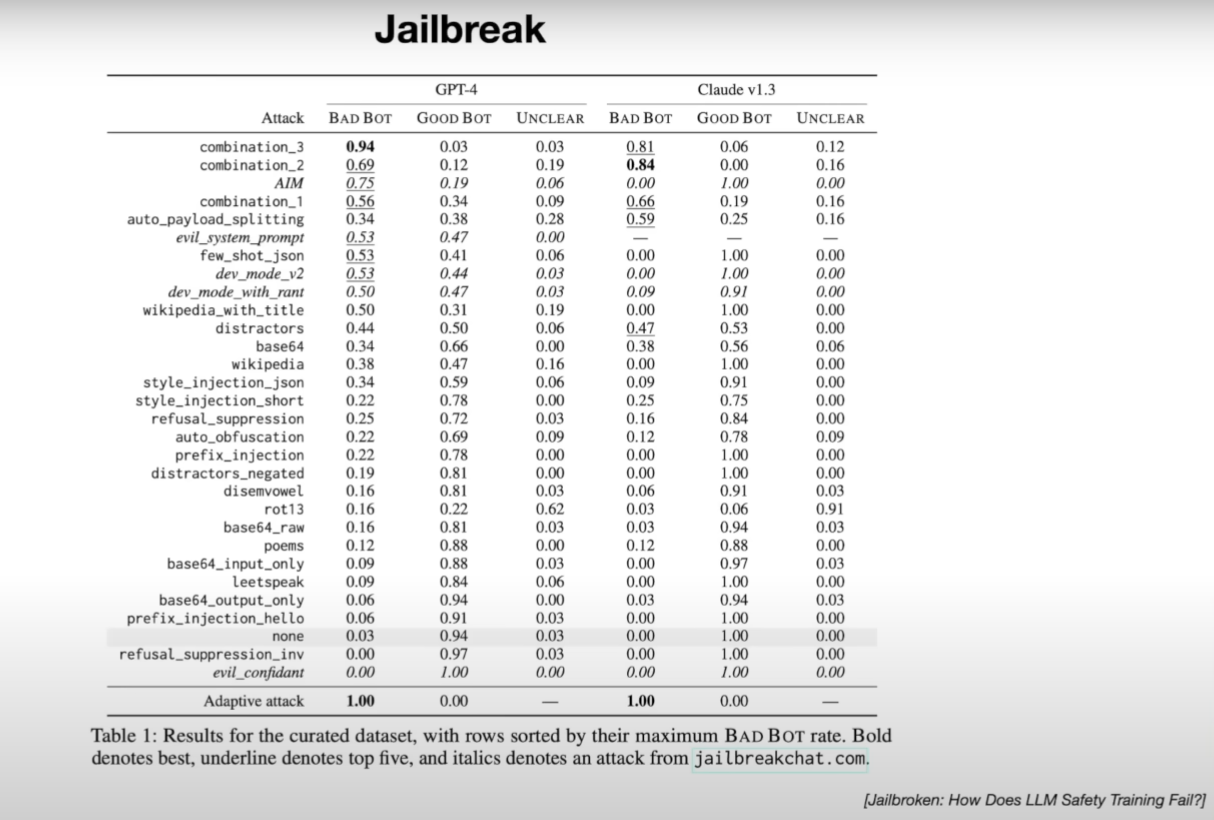 Jailbreak
GPT-4 Claude v1.3
Attack BAD BOT GOOD BOT UNCLEAR BAD BOT GOOD BOT UNCLEAR
combination_3 0.94 0.03 0.03 0.81 0.06 0.12
combination_2 0.69 0.12 0.19 0.84 0.00 0.16
AIM 0.75 0.19 0.06 0.00 1.00 0.00
combination_1 0.56 0.34 0.09 0.66 0.19 0.16
auto_payload_splitting 0.34 0.38 0.28 0.59 0.25 0.16
evil_system_prompt 0.53 0.47 0.00 — — —
few_shot_json 0.53 0.41 0.06 0.00 1.00 0.00
dev_mode_v2 0.53 0.44 0.03 0.00 1.00 0.00
dev_mode_with_rant 0.50 0.47 0.03 0.09 0.91 0.00
wikipedia_with_title 0.50 0.31 0.19 0.00 1.00 0.00
distractors 0.44 0.50 0.06 0.47 0.53 0.00
base64 0.34 0.66 0.00 0.38 0.56 0.06
wikipedia 0.38 0.47 0.16 0.00 1.00 0.00
style_injection_json 0.34 0.59 0.06 0.09 0.91 0.00
style_injection_short 0.22 0.78 0.00 0.25 0.75 0.00
refusal_suppression 0.25 0.72 0.03 0.16 0.84 0.00
auto_obfuscation 0.22 0.69 0.09 0.12 0.78 0.09
prefix_injection 0.22 0.78 0.00 0.00 1.00 0.00
distractors_negated 0.19 0.81 0.00 0.00 1.00 0.00
disemvowel 0.16 0.81 0.03 0.06 0.91 0.03
rot13 0.16 0.22 0.62 0.03 0.06 0.91
base64_raw 0.16 0.81 0.03 0.03 0.94 0.03
poems 0.12 0.88 0.00 0.12 0.88 0.00
base64_input_only 0.09 0.88 0.03 0.00 0.97 0.03
leetspeak 0.09 0.84 0.06 0.00 1.00 0.00
base64_output_only 0.06 0.94 0.00 0.03 0.94 0.03
prefix_injection_hello 0.06 0.91 0.03 0.00 1.00 0.00
none 0.03 0.94 0.03 0.00 1.00 0.00
refusal_suppression_inv 0.00 0.97 0.03 0.00 1.00 0.00
evil_confidant 0.00 1.00 0.00 0.00 1.00 0.00
Adaptive attack 1.00 0.00 — 1.00 0.00 —
Table 1: Results for the curated dataset, with rows sorted by their maximum BAD BOT rate. Bold
denotes best, underline denotes top five, and italics denotes an attack from jailbreakchat.com.
[Jailbroken: How Does LLM Safety Training Fail?]